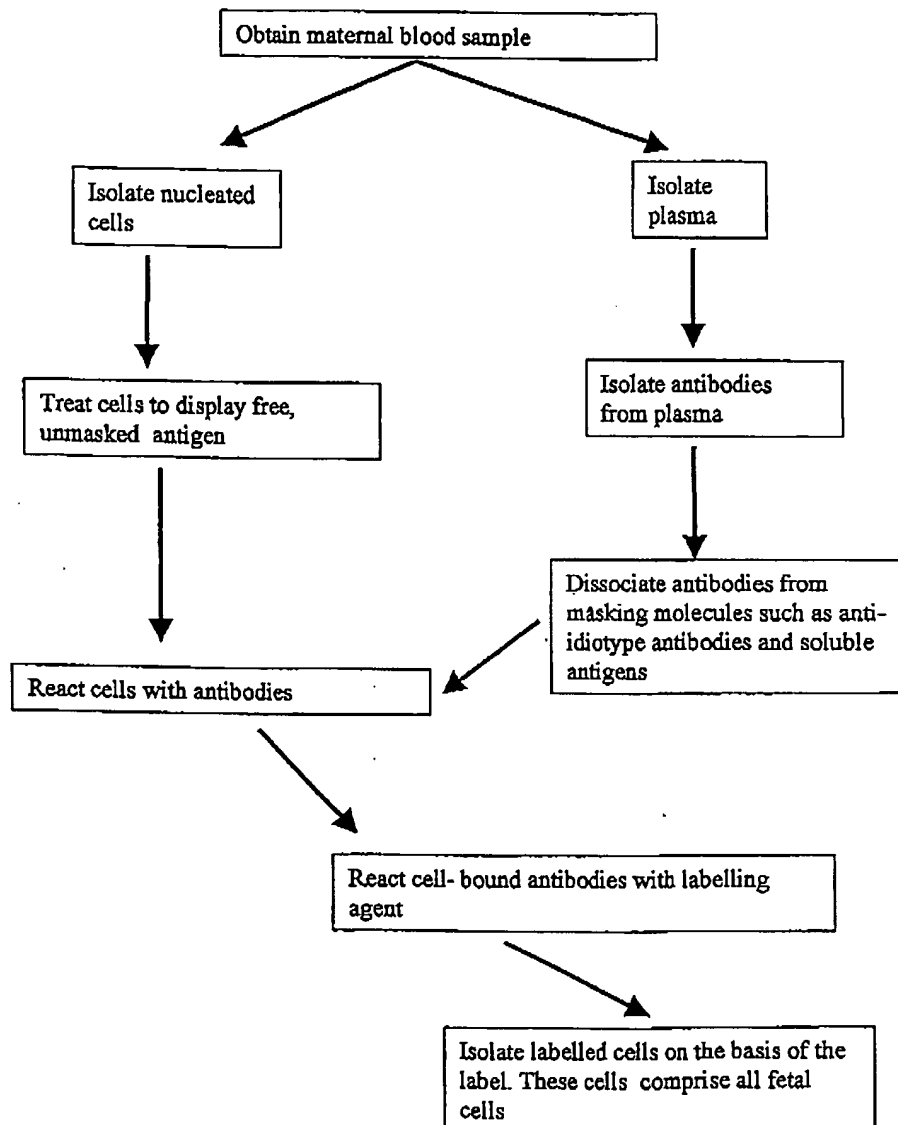 Obtain maternal blood sample
Isolate nucleated
cells
Isolate
plasma
Treat cells to display free,
unmasked antigen
Isolate antibodies
from plasma
Dissociate antibodies from
masking molecules such as anti-
idiotype antibodies and soluble
antigens
React cells with antibodies
React cell- bound antibodies with labelling
agent
Isolate labelled cells on the basis of the
label. These cells comprise all fetal
cells